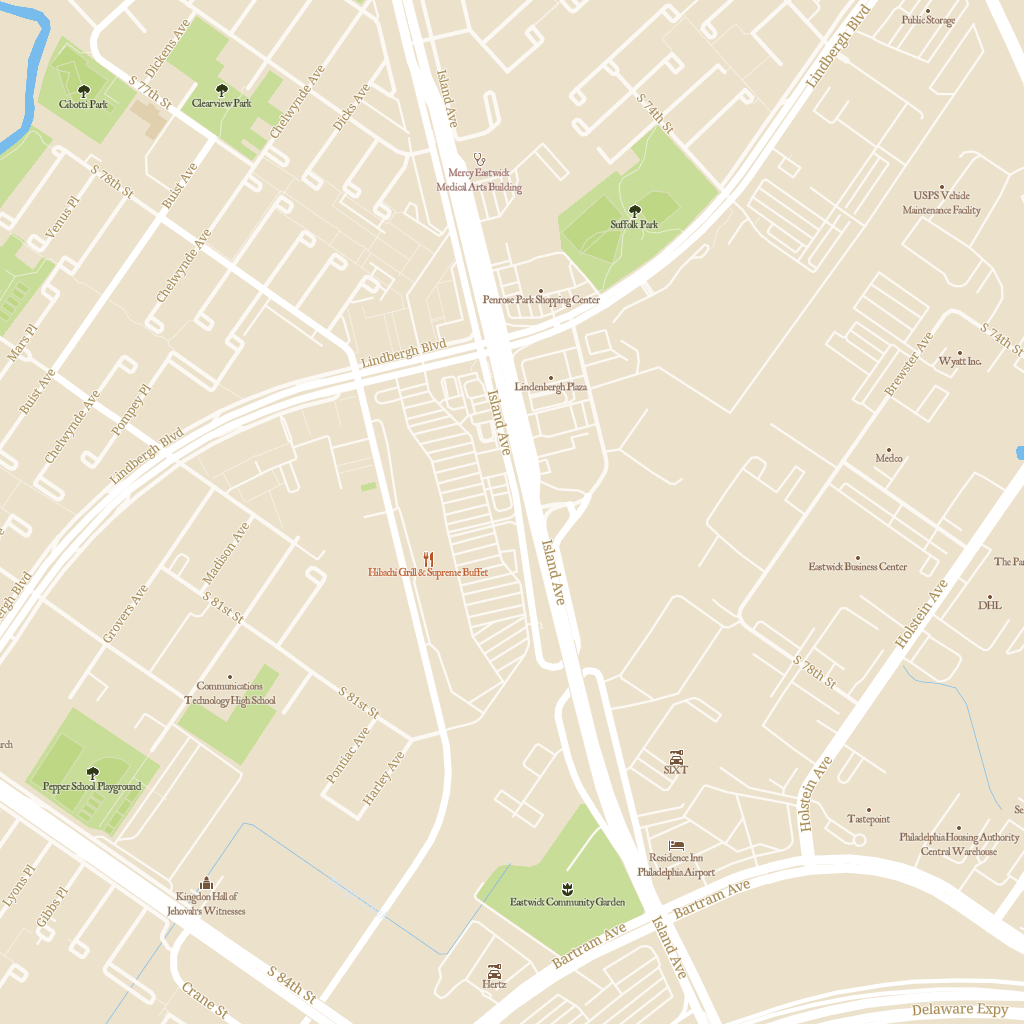 Public Storage
Dickens Ave
Lindbergh Blvd
Island Ave
S 77th St
Clearview Park
Cibotti Park
Chelwynde Ave
Dicks Ave
S 74th St
Mercy Eastwick
Medical Arts Building
S 78th St
Buist Ave
Venus Pl
USPS Vehicle
Maintenance Facility
Suffolk Park
Chelwynde Ave
Penrose Park Shopping Center
Mars Pl
Lindbergh Blvd
S 74th St
Brewster Ave
Wyatt Inc.
Buist Ave
Lindenbergh Plaza
Pompey Pl
Chelwynde Ave
Island Ave
Lindbergh Blvd
Medco
Madison Ave
Hibachi Grill & Supreme Buffet
Island Ave
Eastwick Business Center
The Par
DHL
ergh Blvd
Grovers Ave
S 81st St
Holstein Ave
S 78th St
Communications
Technology High School
S 81st St
Pontiac Ave
Harley Ave
urch
Pepper School Playground
SIXT
Holstein Ave
Tastepoint
Se
Philadelphia Housing Authority
Central Warehouse
Residence Inn
Philadelphia Airport
Lyons Pl
Gibbs Pl
Kingdon Hall of
Jehovah's Witnesses
Eastwick Community Garden
Bartram Ave
Bartram Ave
Island Ave
Hertz
S 84th St
Crane St
Delaware Expy